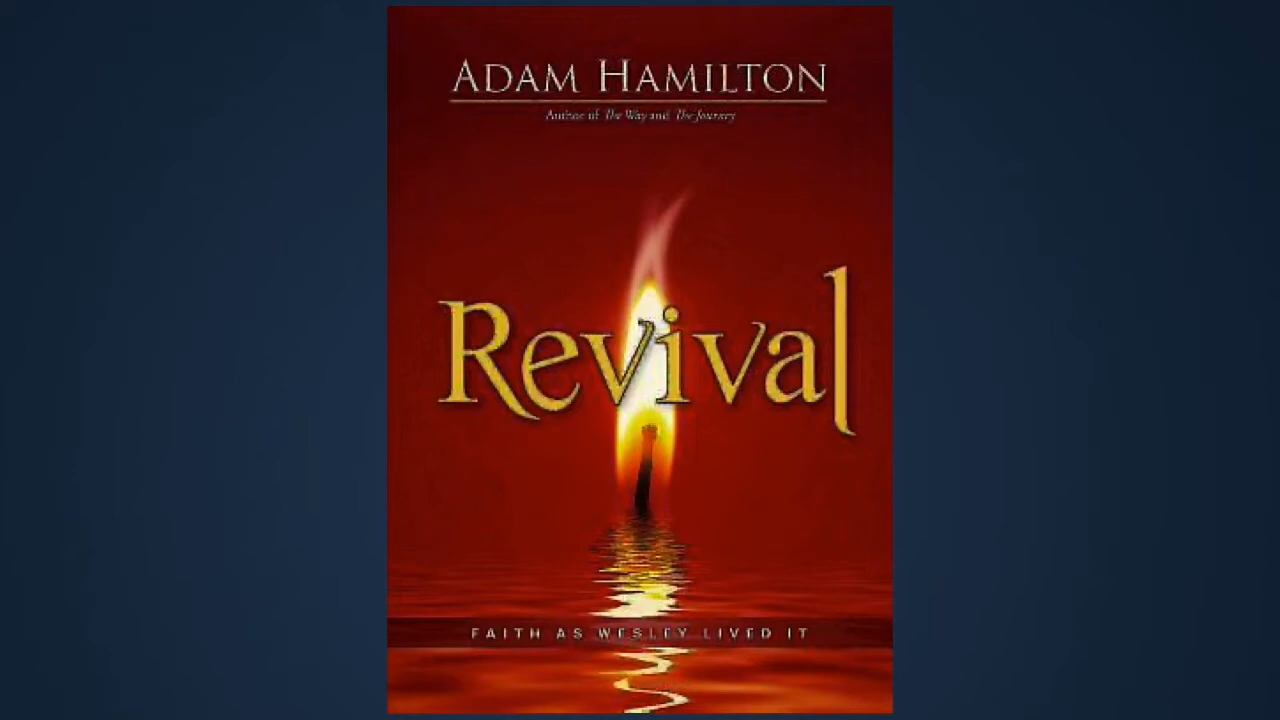 ADAM HAMILTON
Author of The Way and The Journey
Revival
FAITH AS WESLEY LIVED IT